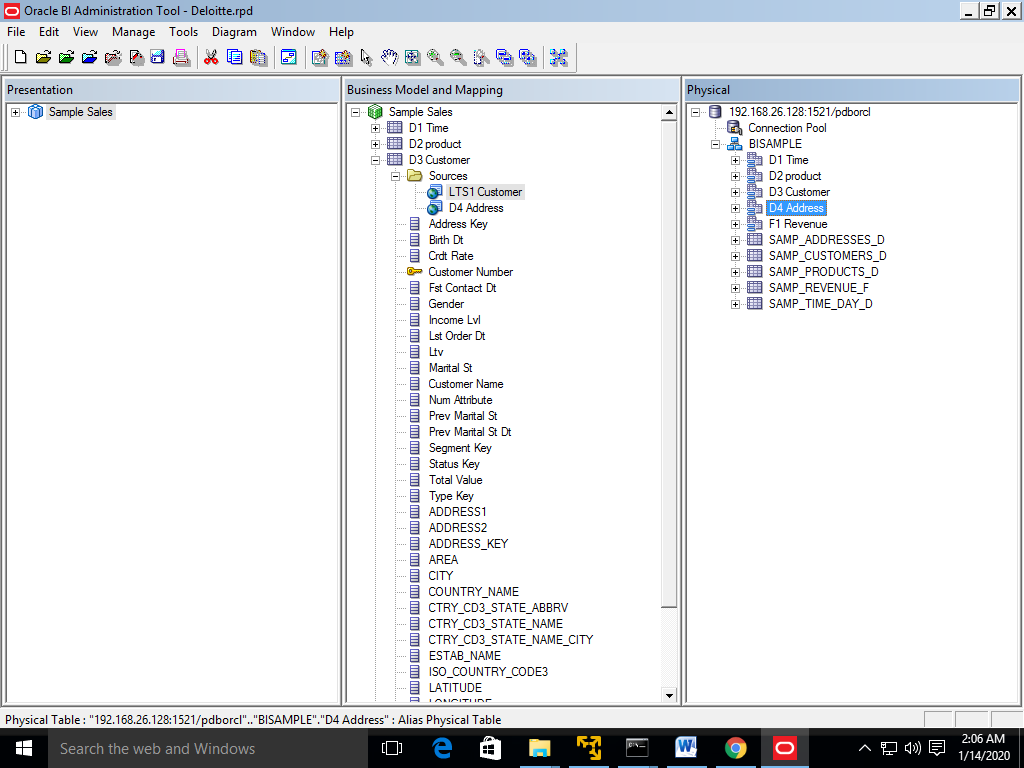 Oracle BI Administration Tool - Deloitte.rpd
File Edit View Manage Tools Diagram Window Help
Presentation
Sample Sales
Business Model and Mapping
Sample Sales
D1 Time
D2 product
D3 Customer
Sources
LTS1 Customer
D4 Address
Address Key
Birth Dt
Crdt Rate
Customer Number
Fst Contact Dt
Gender
Income Lvl
Lst Order Dt
Ltv
Marital St
Customer Name
Num Attribute
Prev Marital St
Prev Marital St Dt
Segment Key
Status Key
Total Value
Type Key
ADDRESS1
ADDRESS2
ADDRESS_KEY
AREA
CITY
COUNTRY_NAME
CTRY_CD3_STATE_ABBRV
CTRY_CD3_STATE_NAME
CTRY_CD3_STATE_NAME_CITY
ESTAB_NAME
ISO_COUNTRY_CODE3
LATITUDE
Physical
192.168.26.128:1521/pdborcl
Connection Pool
BISAMPLE
D1 Time
D2 product
D3 Customer
D4 Address
F1 Revenue
SAMP_ADDRESSES_D
SAMP_CUSTOMERS_D
SAMP_PRODUCTS_D
SAMP_REVENUE_F
SAMP_TIME_DAY_D
Physical Table : "192.168.26.128:1521/pdborcl".."BISAMPLE"."D4 Address" : Alias Physical Table
Search the web and Windows
2:06 AM
1/14/2020